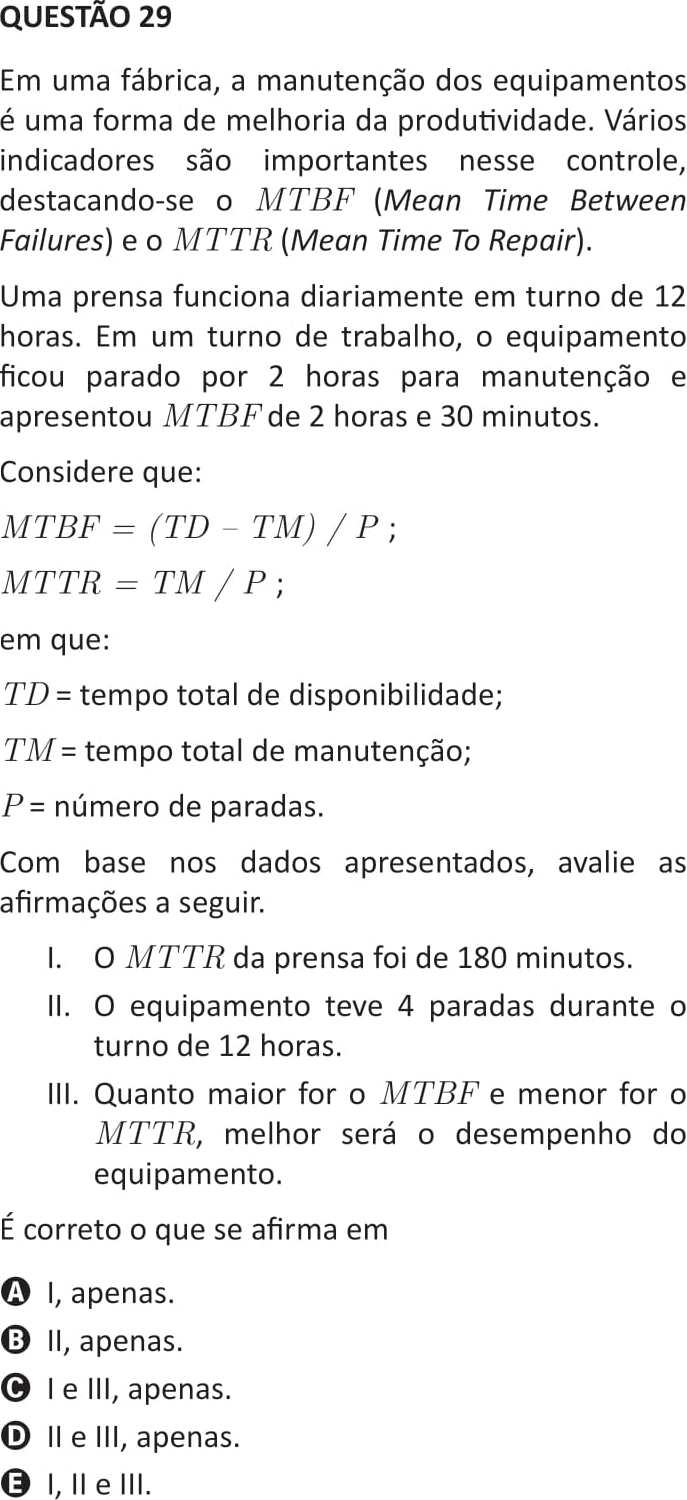 QUESTÃO 29
Em uma fábrica, a manutenção dos equipamentos
é uma forma de melhoria da produtividade. Vários
indicadores são importantes nesse controle,
destacando-se o MTBF (Mean Time Between
Failures) e o MTTR (Mean Time To Repair).
Uma prensa funciona diariamente em turno de 12
horas. Em um turno de trabalho, o equipamento
ficou parado por 2 horas para manutenção e
apresentou MTBF de 2 horas e 30 minutos.
Considere que:
MTBF = (TD – TM) / P ;
MTTR = TM / P ;
em que:
TD = tempo total de disponibilidade;
TM = tempo total de manutenção;
P = número de paradas.
Com base nos dados apresentados, avalie as
afirmações a seguir.
I. O MTTR da prensa foi de 180 minutos.
II. O equipamento teve 4 paradas durante o
turno de 12 horas.
III. Quanto maior for o MTBF e menor for o
MTTR, melhor será o desempenho do
equipamento.
É correto o que se afirma em
A I, apenas.
B II, apenas.
C I e III, apenas.
D II e III, apenas.
E I, II e III.